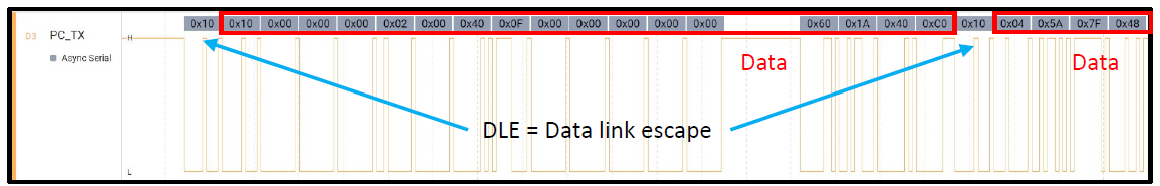 0x10 0x10 0x00 0x00 0x00 0x02 0x00 0x40 0x0F 0x00 0x00 0x00 0x00 0x00 0x60 0x1A 0x40 0xC0 0x10 0x04 0x5A 0x7F 0x48
D3 PC_TX H
Async Serial
Data Data
DLE = Data link escape
L